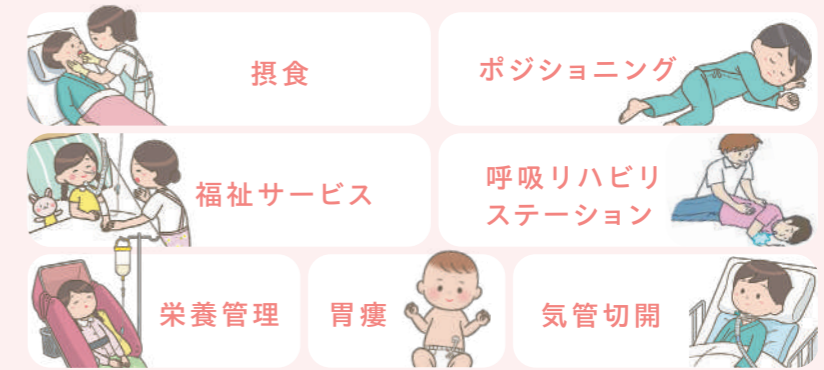 摂食
ポジショニング
福祉サービス
呼吸リハビリ
ステーション
栄養管理
胃瘻
気管切開